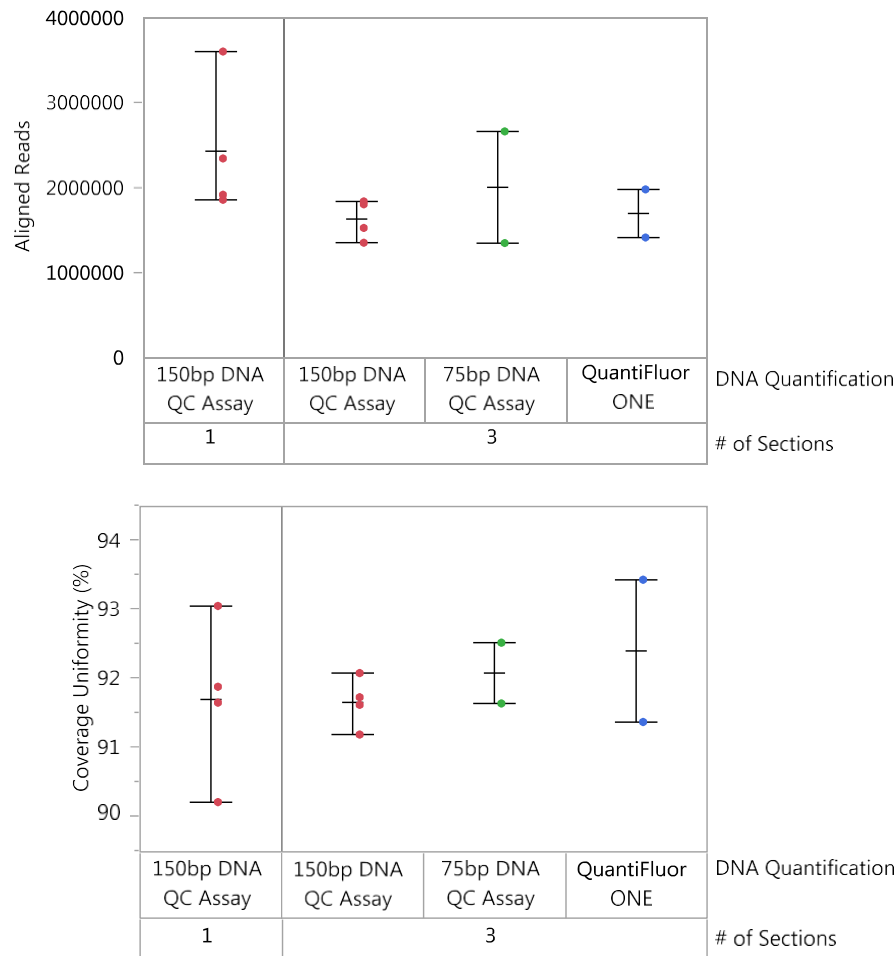 4000000
3000000
2000000
1000000
0
Aligned Reads
150bp DNA
QC Assay
150bp DNA
QC Assay
75bp DNA
QC Assay
QuantiFluor
ONE
DNA Quantification
1
3
# of Sections
94
93
92
91
90
Coverage Uniformity (%)
150bp DNA
QC Assay
150bp DNA
QC Assay
75bp DNA
QC Assay
QuantiFluor
ONE
DNA Quantification
1
3
# of Sections